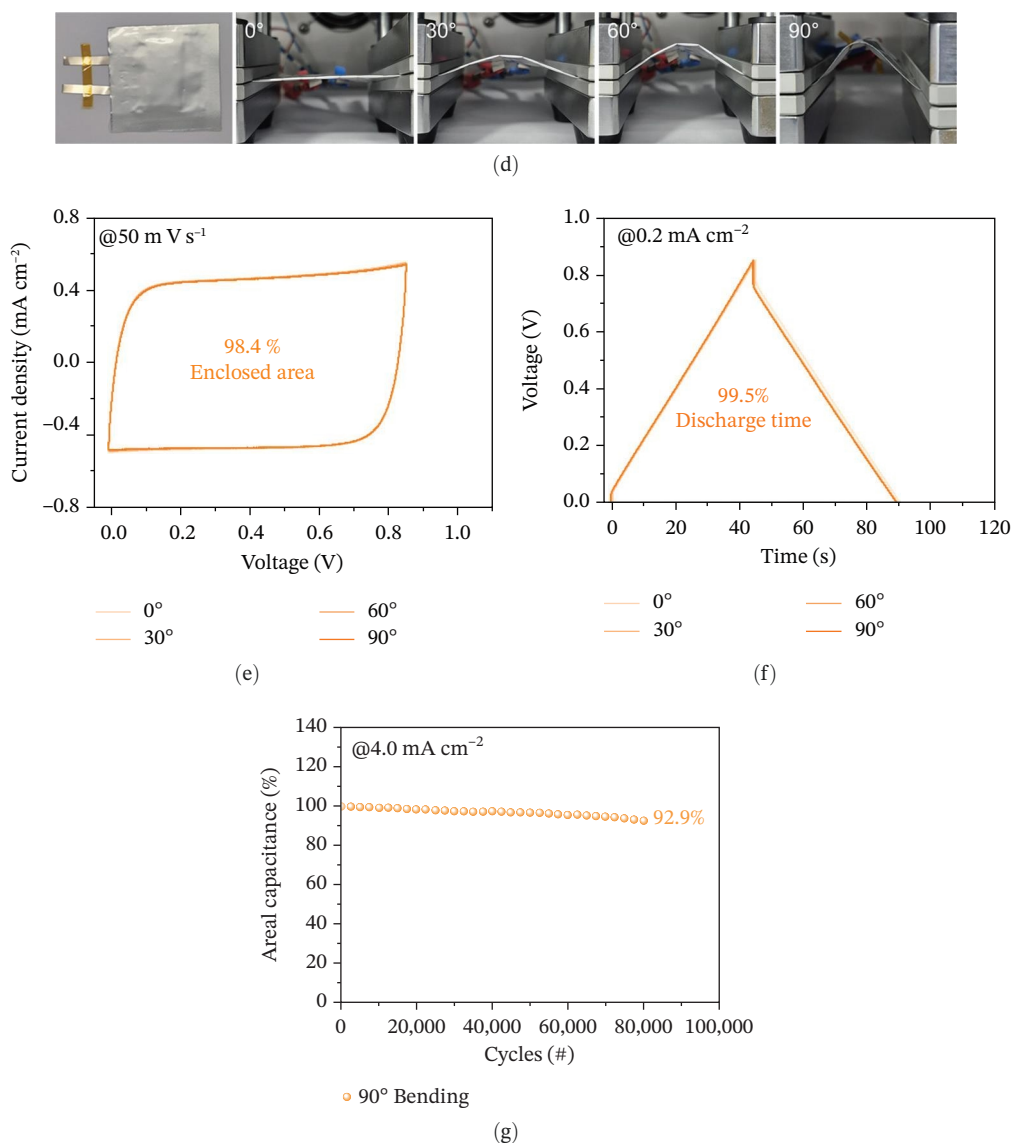 0° 30° 60° 90°
(d)
0.8
0.4
0.0
−0.4
−0.8
Current density (mA cm⁻²)
@50 m V s⁻¹
98.4 %
Enclosed area
0.0 0.2 0.4 0.6 0.8 1.0
Voltage (V)
0° 60°
30° 90°
(e)
1.0
0.8
0.6
0.4
0.2
0.0
Voltage (V)
@0.2 mA cm⁻²
99.5%
Discharge time
0 20 40 60 80 100 120
Time (s)
0° 60°
30° 90°
(f)
140
120
100
80
60
40
20
0
Areal capacitance (%)
@4.0 mA cm⁻²
92.9%
0 20,000 40,000 60,000 80,000 100,000
Cycles (#)
90° Bending
(g)